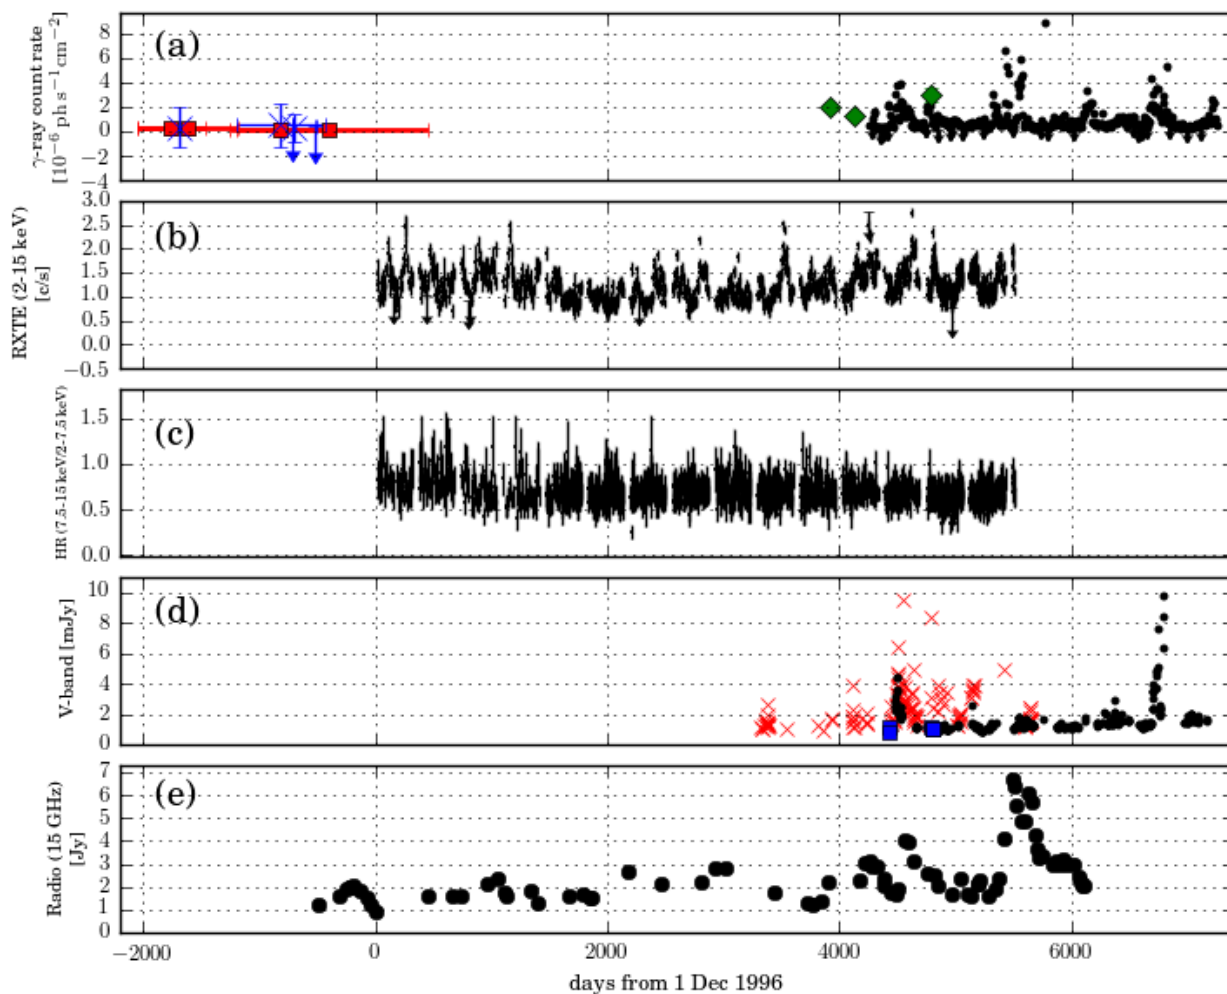 (a)
γ-ray count rate
[10⁻⁶ ph s⁻¹cm⁻²]
8
6
4
2
0
−2
−4
(b)
RXTE (2-15 keV)
[c/s]
3.0
2.5
2.0
1.5
1.0
0.5
0.0
−0.5
(c)
HR (7.5-15 keV/2-7.5 keV)
1.5
1.0
0.5
0.0
(d)
V-band [mJy]
10
8
6
4
2
0
(e)
Radio (15 GHz)
[Jy]
7
6
5
4
3
2
1
0
−2000 0 2000 4000 6000
days from 1 Dec 1996